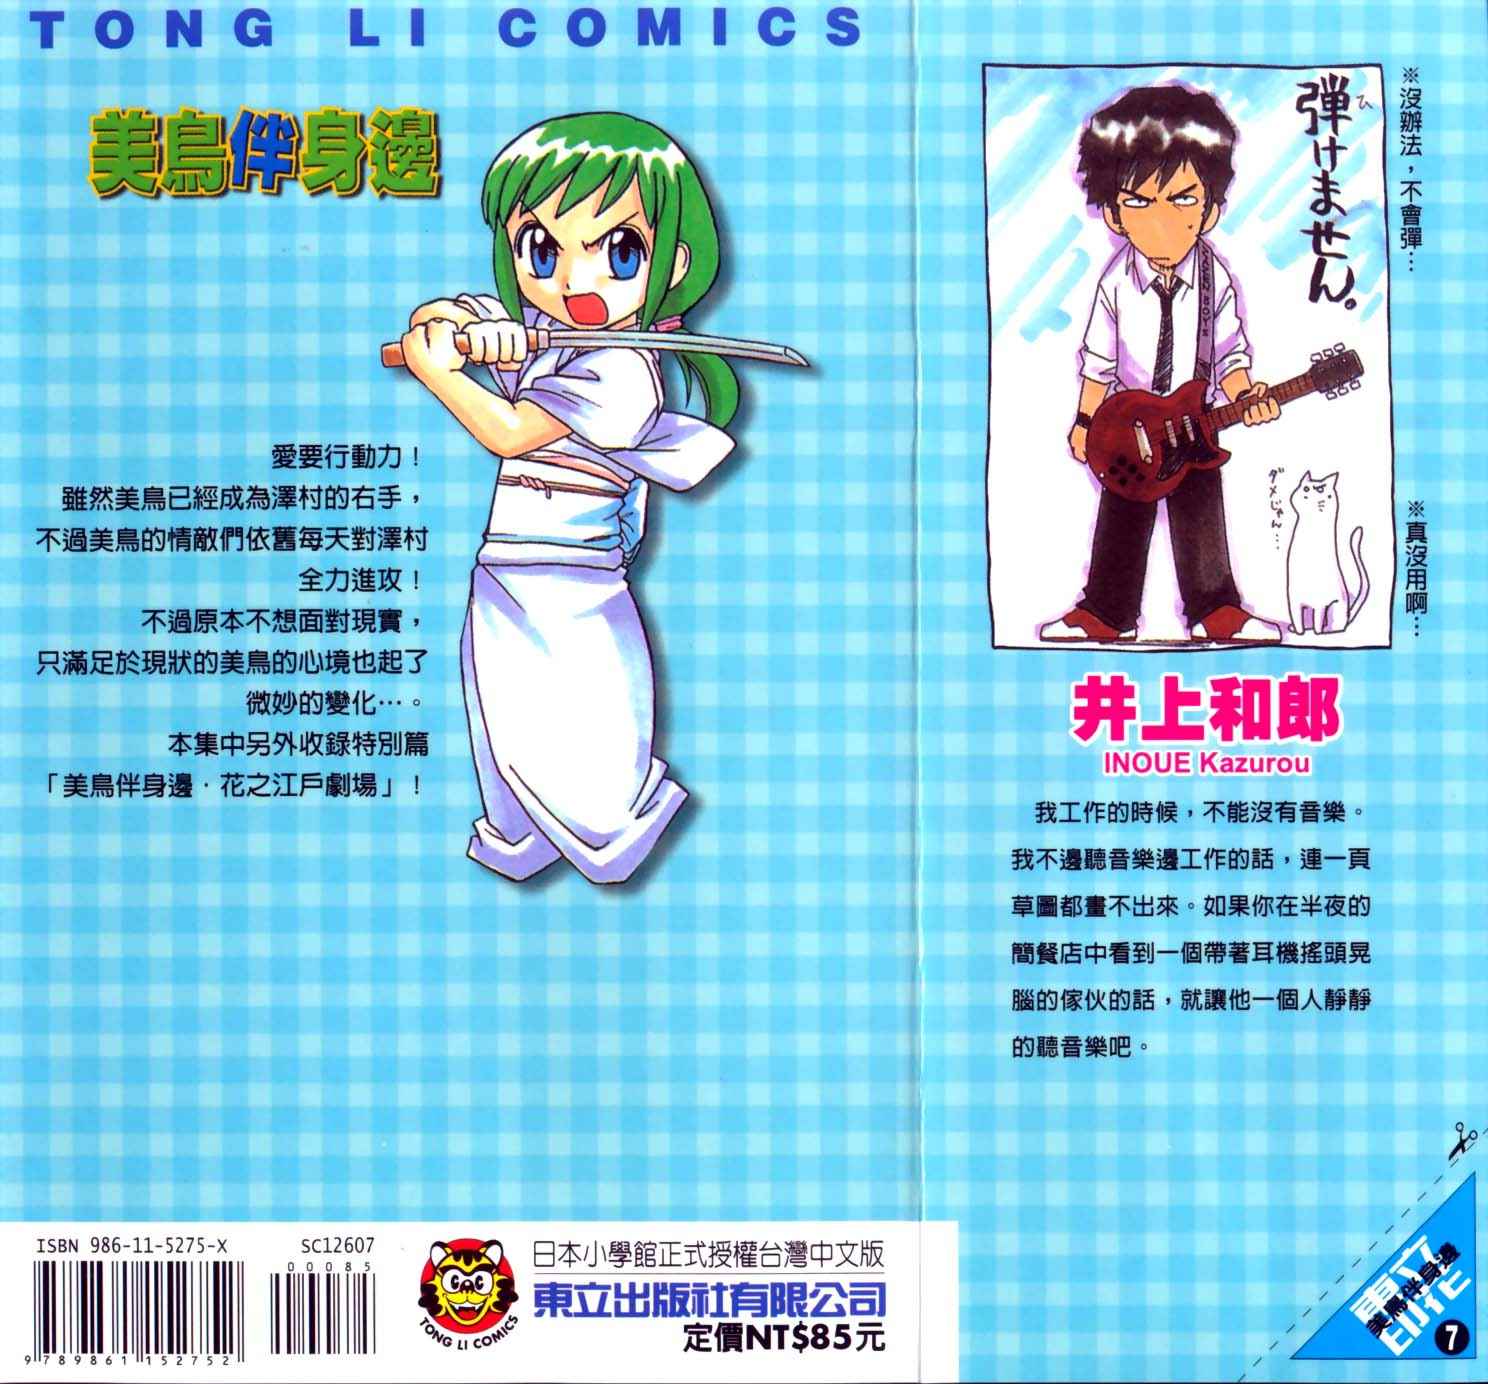 TONG LI COMICS
美鳥伴身邊
愛要行動力！
雖然美鳥已經成為澤村的右手，
不過美鳥的情敵們依舊每天對澤村
全力進攻！
不過原本不想面對現實，
只滿足於現狀的美鳥的心境也起了
微妙的變化…。
本集中另外收錄特別篇
「美鳥伴身邊．花之江戶劇場」！
ISBN 986-11-5275-X
SC12607
00085
9789861152752
TONG LI COMICS
日本小學館正式授權台灣中文版
東立出版社有限公司
定價NT$85元
弾けません。
ひ
※沒辦法，不會彈…
ダメじゃん…
※真沒用啊…
井上和郎
INOUE Kazurou
我工作的時候，不能沒有音樂。
我不邊聽音樂邊工作的話，連一頁
草圖都畫不出來。如果你在半夜的
簡餐店中看到一個帶著耳機搖頭晃
腦的傢伙的話，就讓他一個人靜靜
的聽音樂吧。
東立
印花
美鳥伴身邊
7